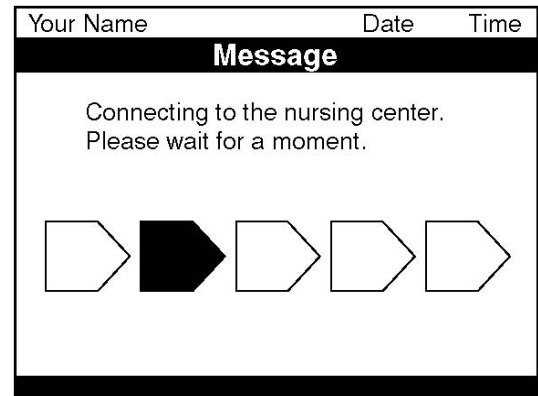 Your Name Date Time
Message
Connecting to the nursing center.
Please wait for a moment.